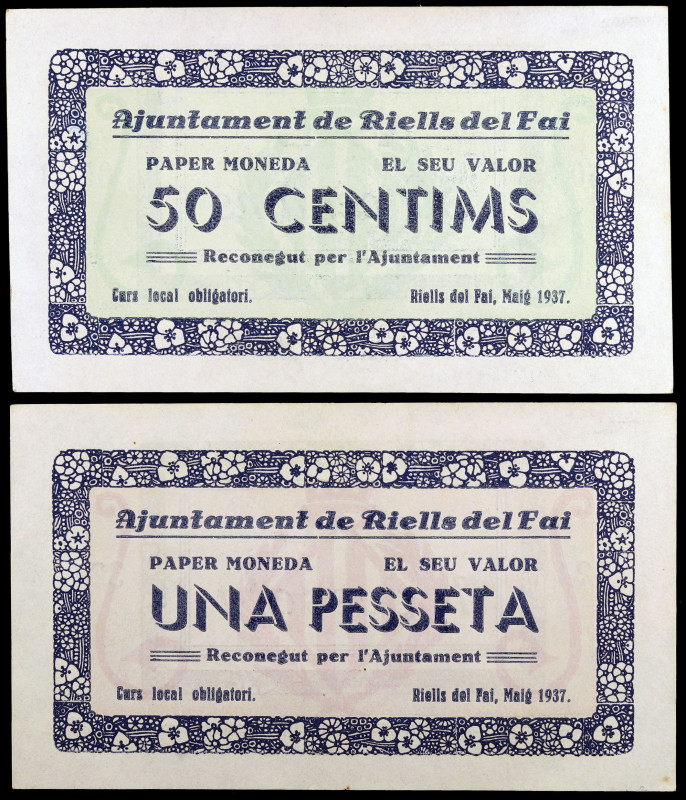 Ajuntament de Riells del Fai
PAPER MONEDA EL SEU VALOR
50 CENTIMS
Reconegut per l'Ajuntament
Curs local obligatori. Riells del Fai, Maig 1937.
Ajuntament de Riells del Fai
PAPER MONEDA EL SEU VALOR
UNA PESSETA
Reconegut per l'Ajuntament
Curs local obligatori. Riells del Fai, Maig 1937.